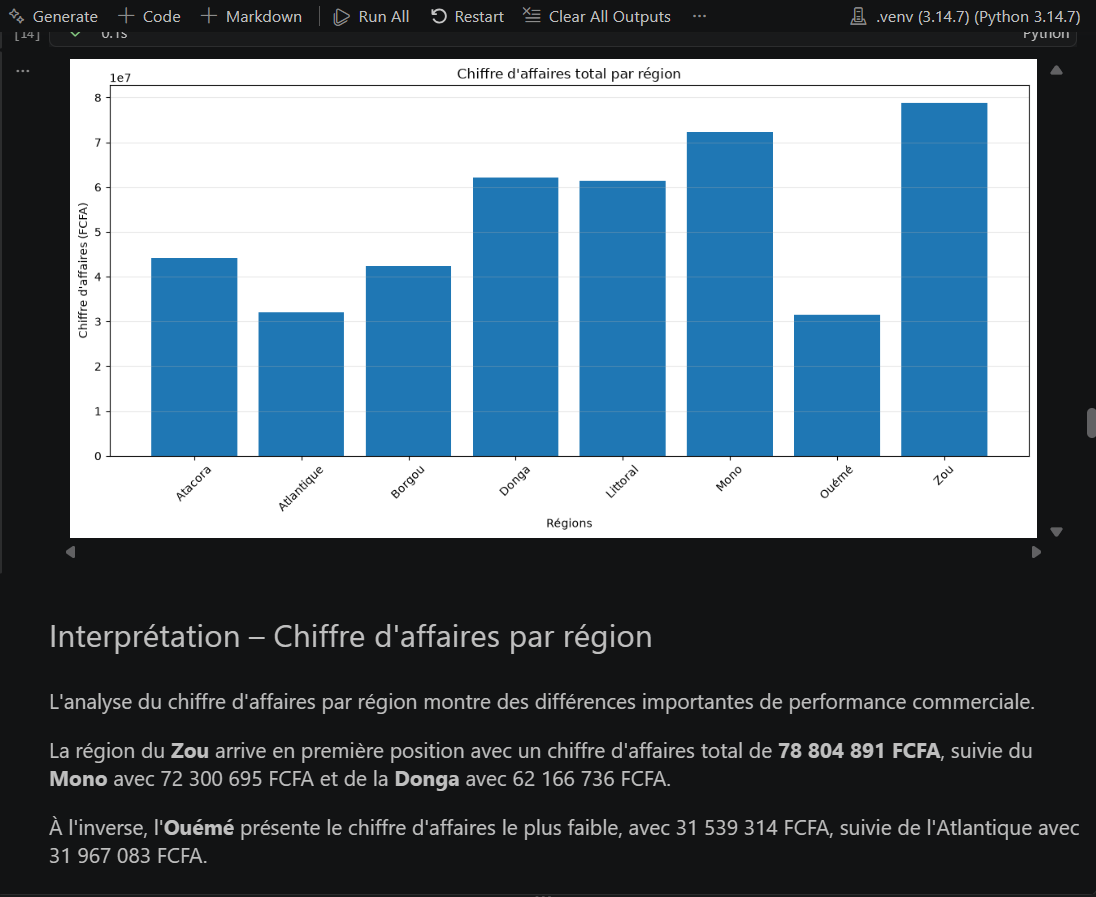 Generate + Code + Markdown Run All Restart Clear All Outputs ... .venv (3.14.7) (Python 3.14.7)
[14] 0.1s Python
...
Chiffre d'affaires total par région
1e7
8
7
6
5
4
3
2
1
0
Chiffre d'affaires (FCFA)
Atacora
Atlantique
Borgou
Donga
Littoral
Mono
Ouémé
Zou
Régions
Interprétation – Chiffre d'affaires par région
L'analyse du chiffre d'affaires par région montre des différences importantes de performance commerciale.
La région du Zou arrive en première position avec un chiffre d'affaires total de 78 804 891 FCFA, suivie du
Mono avec 72 300 695 FCFA et de la Donga avec 62 166 736 FCFA.
À l'inverse, l'Ouémé présente le chiffre d'affaires le plus faible, avec 31 539 314 FCFA, suivie de l'Atlantique avec
31 967 083 FCFA.